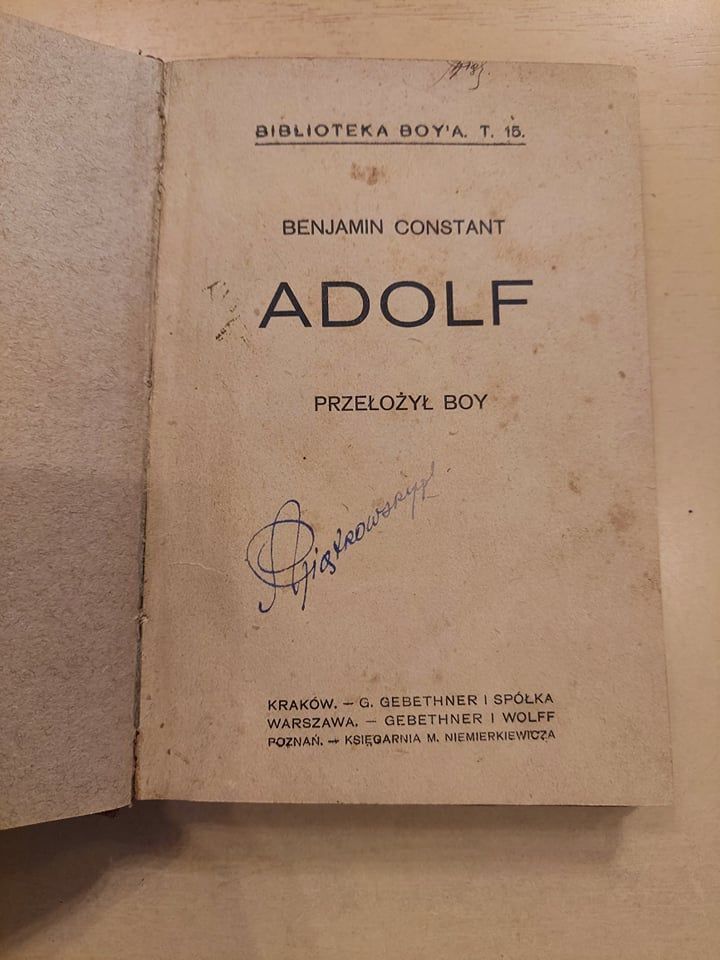 BIBLIOTEKA BOY'A. T. 15.
BENJAMIN CONSTANT
ADOLF
PRZEŁOŻYŁ BOY
KRAKÓW. — G. GEBETHNER I SPÓŁKA
WARSZAWA. — GEBETHNER I WOLFF
POZNAŃ. — KSIĘGARNIA M. NIEMIERKIEWICZA